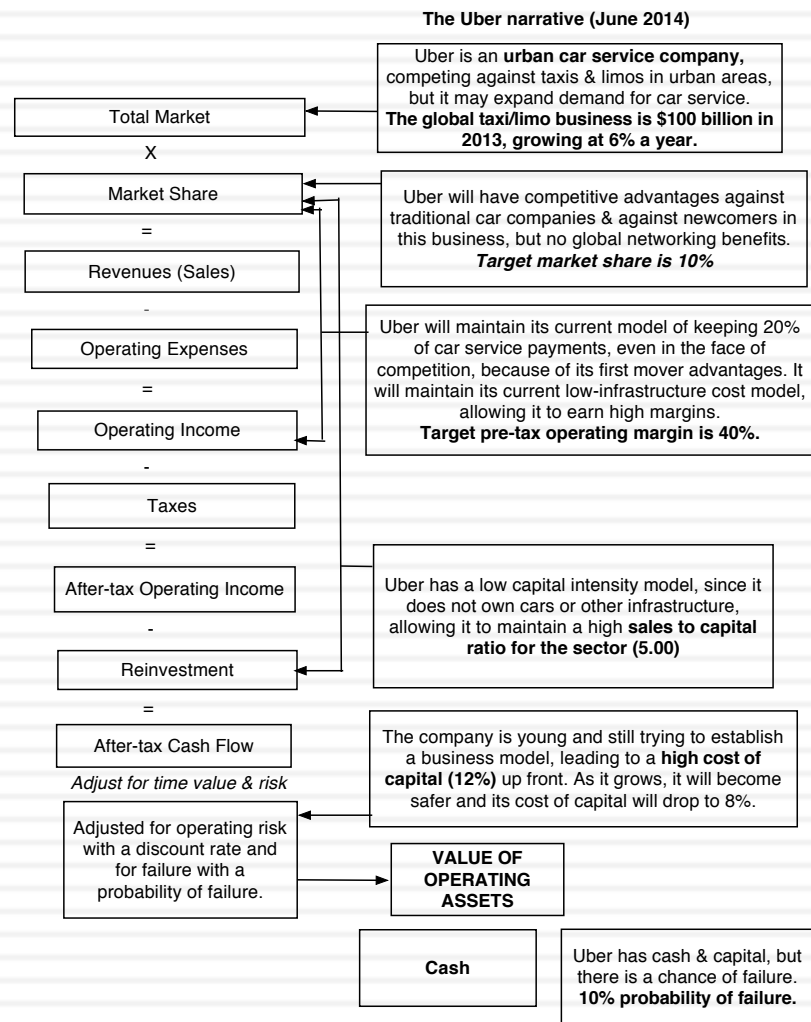 The Uber narrative (June 2014)
Uber is an urban car service company,
competing against taxis & limos in urban areas,
but it may expand demand for car service.
The global taxi/limo business is $100 billion in
2013, growing at 6% a year.
Total Market
X
Market Share
Uber will have competitive advantages against
traditional car companies & against newcomers in
this business, but no global networking benefits.
Target market share is 10%
=
Revenues (Sales)
-
Operating Expenses
=
Operating Income
Uber will maintain its current model of keeping 20%
of car service payments, even in the face of
competition, because of its first mover advantages. It
will maintain its current low-infrastructure cost model,
allowing it to earn high margins.
Target pre-tax operating margin is 40%.
-
Taxes
=
After-tax Operating Income
-
Reinvestment
Uber has a low capital intensity model, since it
does not own cars or other infrastructure,
allowing it to maintain a high sales to capital
ratio for the sector (5.00)
=
After-tax Cash Flow
Adjust for time value & risk
The company is young and still trying to establish
a business model, leading to a high cost of
capital (12%) up front. As it grows, it will become
safer and its cost of capital will drop to 8%.
Adjusted for operating risk
with a discount rate and
for failure with a
probability of failure.
VALUE OF
OPERATING
ASSETS
Cash
Uber has cash & capital, but
there is a chance of failure.
10% probability of failure.